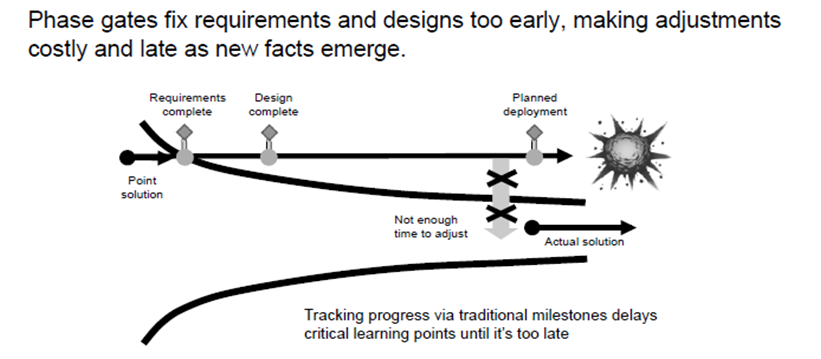 Phase gates fix requirements and designs too early, making adjustments
costly and late as new facts emerge.
Requirements
complete
Design
complete
Planned
deployment
Point
solution
Not enough
time to adjust
Actual solution
Tracking progress via traditional milestones delays
critical learning points until it's too late